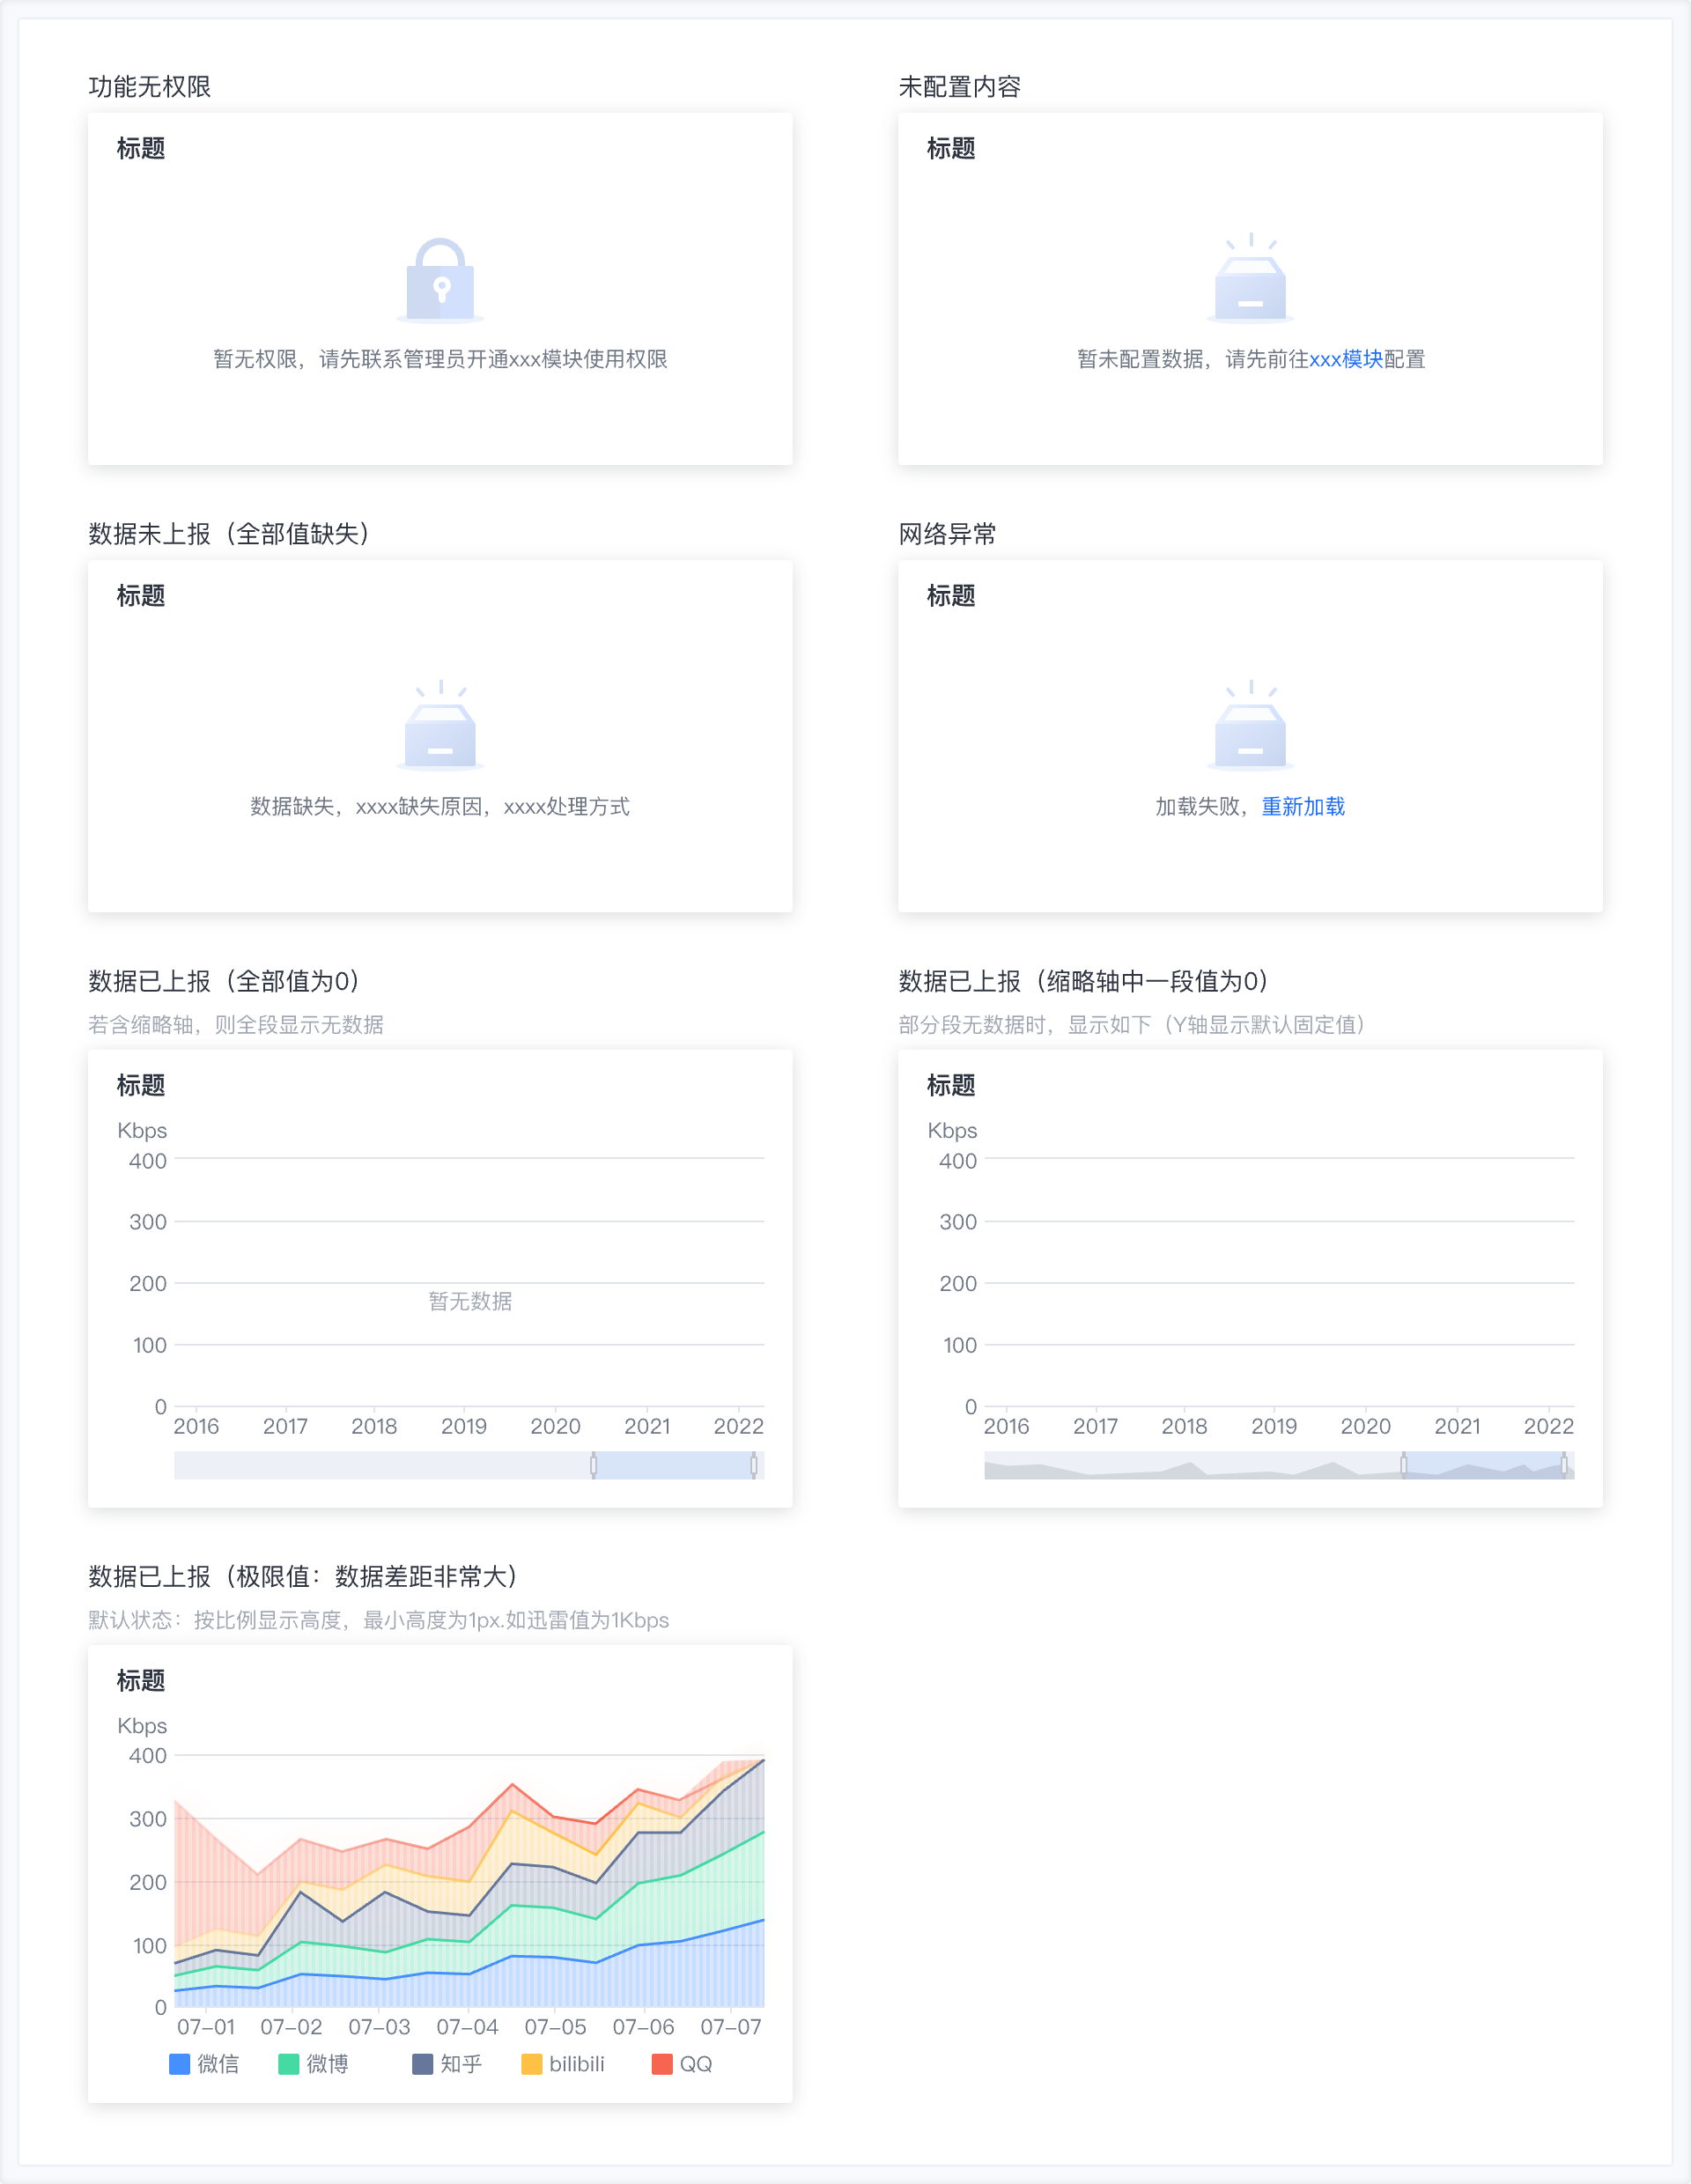 功能无权限
标题
暂无权限，请先联系管理员开通xxx模块使用权限
未配置内容
标题
暂未配置数据，请先前往xxx模块配置
数据未上报（全部值缺失）
标题
数据缺失，xxxx缺失原因，xxxx处理方式
网络异常
标题
加载失败，重新加载
数据已上报（全部值为0）
若含缩略轴，则全段显示无数据
标题
Kbps
400
300
200
暂无数据
100
0
2016 2017 2018 2019 2020 2021 2022
数据已上报（缩略轴中一段值为0）
部分段无数据时，显示如下（Y轴显示默认固定值）
标题
Kbps
400
300
200
100
0
2016 2017 2018 2019 2020 2021 2022
数据已上报（极限值：数据差距非常大）
默认状态：按比例显示高度，最小高度为1px.如迅雷值为1Kbps
标题
Kbps
400
300
200
100
0
07–01 07–02 07–03 07–04 07–05 07–06 07–07
微信 微博 知乎 bilibili QQ